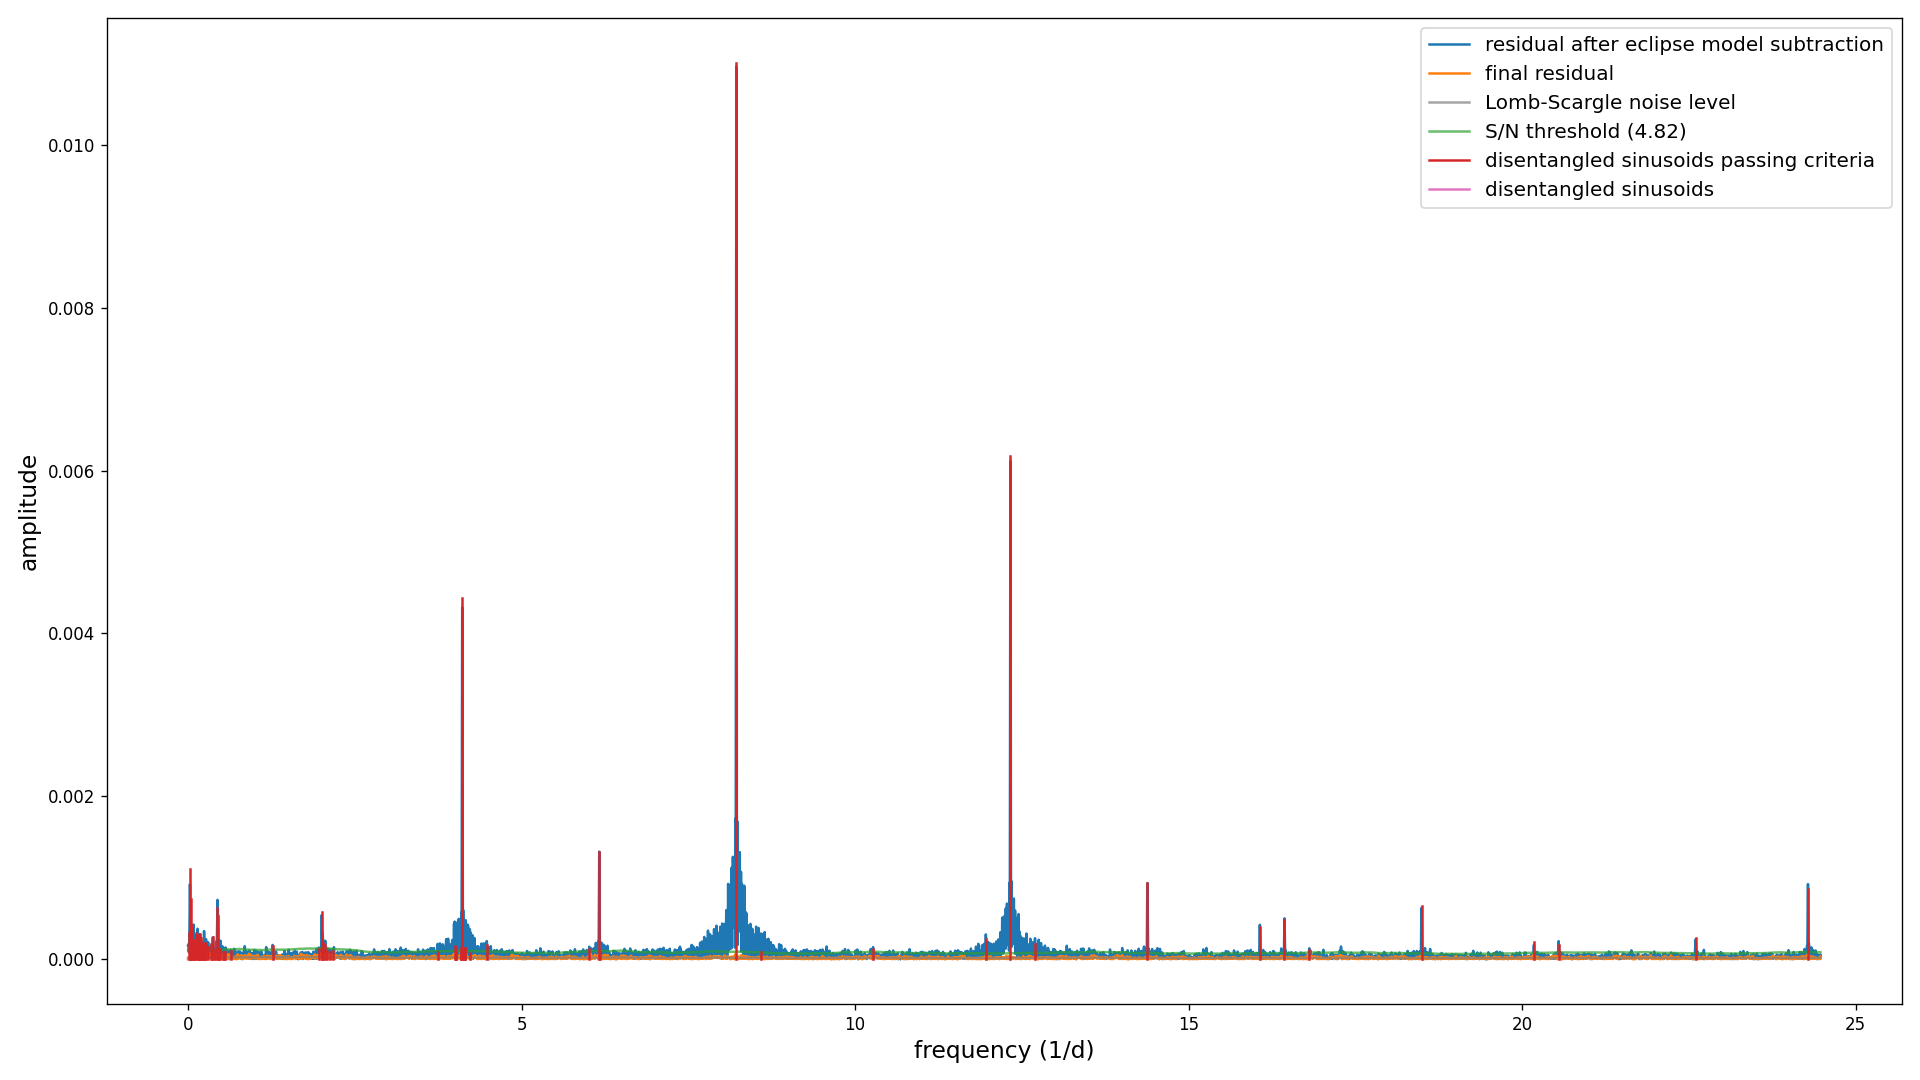 residual after eclipse model subtraction
final residual
Lomb-Scargle noise level
S/N threshold (4.82)
disentangled sinusoids passing criteria
disentangled sinusoids
0.010
0.008
0.006
0.004
0.002
0.000
amplitude
0 5 10 15 20 25
frequency (1/d)